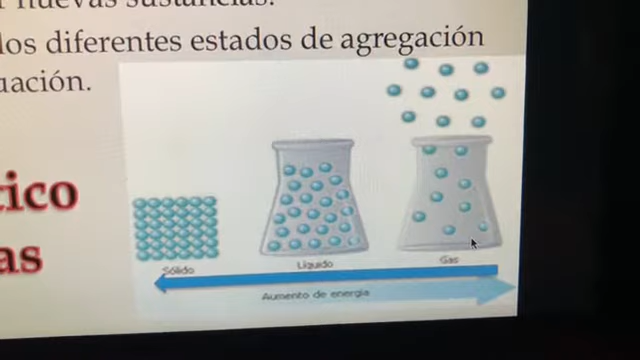 nuevas sustancias.
los diferentes estados de agregación
uación.
tico
as
Sólido
Líquido
Gas
Aumento de energía